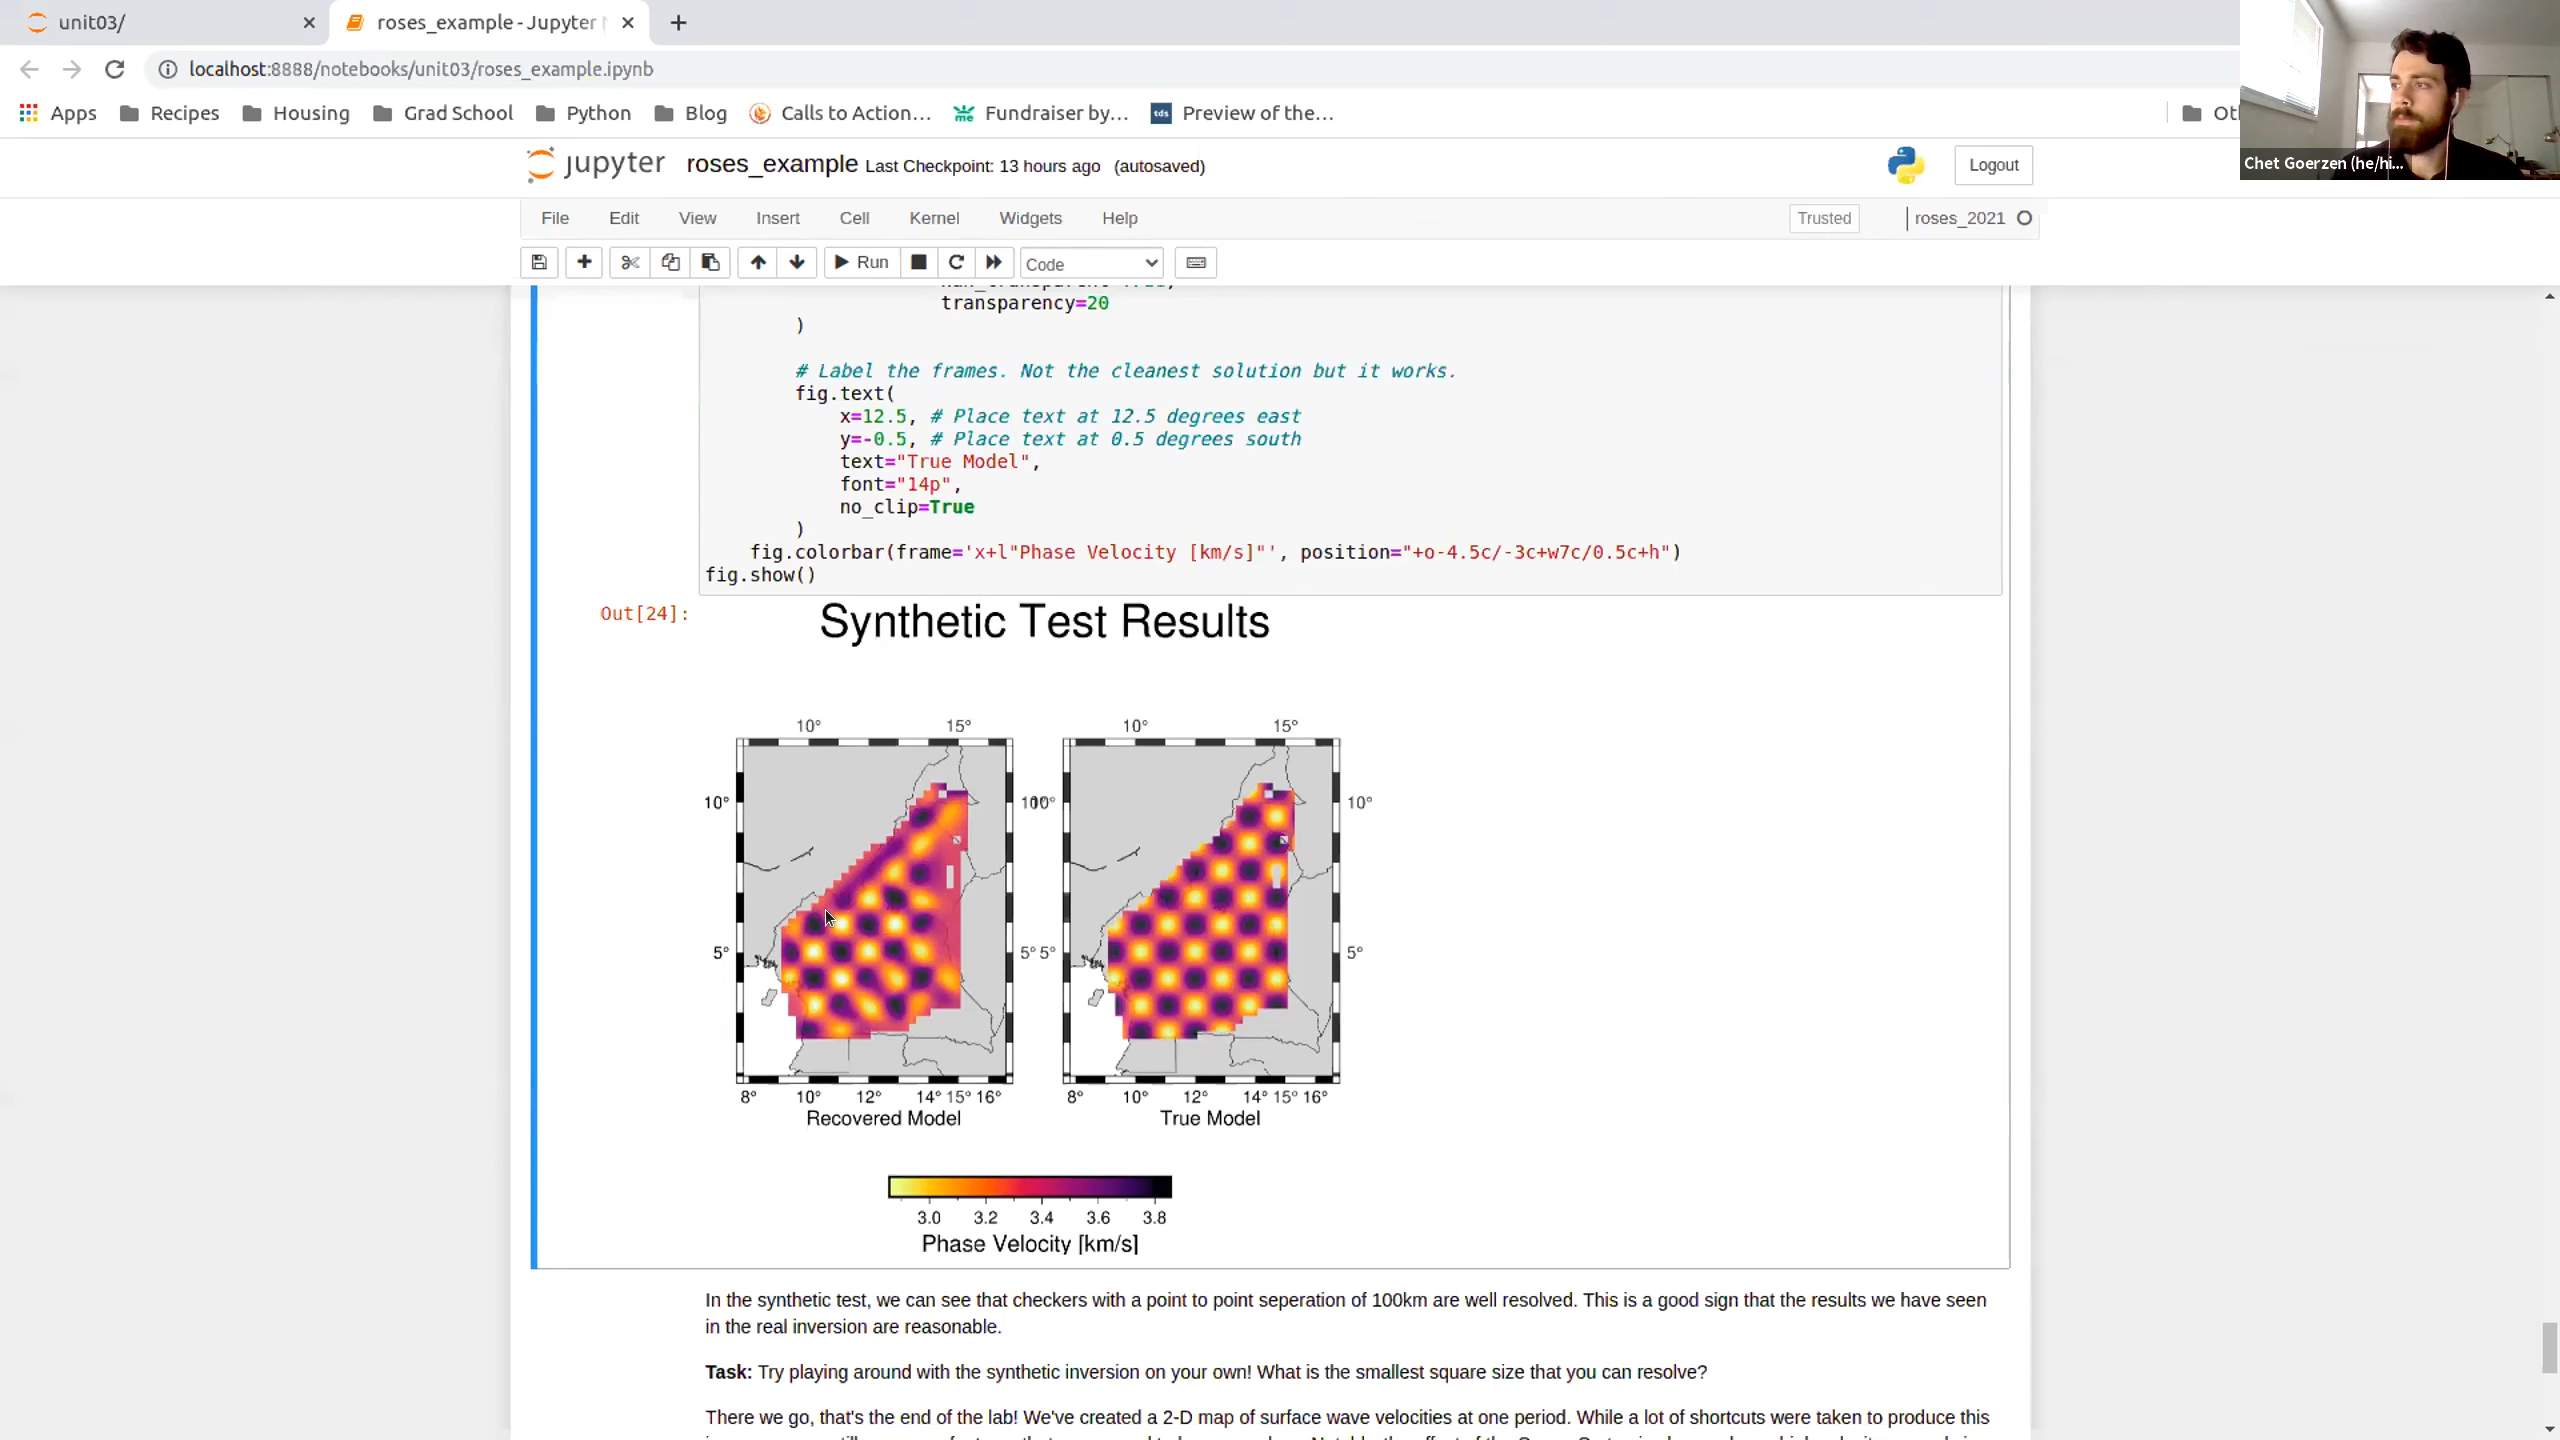 unit03/
roses_example - Jupyter N
localhost:8888/notebooks/unit03/roses_example.ipynb
Apps Recipes Housing Grad School Python Blog Calls to Action… Fundraiser by… Preview of the…
Chet Goerzen (he/hi...
jupyter roses_example Last Checkpoint: 13 hours ago (autosaved)
Logout
File Edit View Insert Cell Kernel Widgets Help
Trusted
roses_2021
Run
Code
transparency=20
)
# Label the frames. Not the cleanest solution but it works.
fig.text(
x=12.5, # Place text at 12.5 degrees east
y=-0.5, # Place text at 0.5 degrees south
text="True Model",
font="14p",
no_clip=True
)
fig.colorbar(frame='x+l"Phase Velocity [km/s]"', position="+o-4.5c/-3c+w7c/0.5c+h")
fig.show()
Out[24]:
Synthetic Test Results
10° 15° 10° 15°
10° 10° 10° 10°
5° 5° 5° 5°
8° 10° 12° 14° 15° 16° 8° 10° 12° 14° 15° 16°
Recovered Model True Model
3.0 3.2 3.4 3.6 3.8
Phase Velocity [km/s]
In the synthetic test, we can see that checkers with a point to point seperation of 100km are well resolved. This is a good sign that the results we have seen
in the real inversion are reasonable.
Task: Try playing around with the synthetic inversion on your own! What is the smallest square size that you can resolve?
There we go, that's the end of the lab! We've created a 2-D map of surface wave velocities at one period. While a lot of shortcuts were taken to produce this